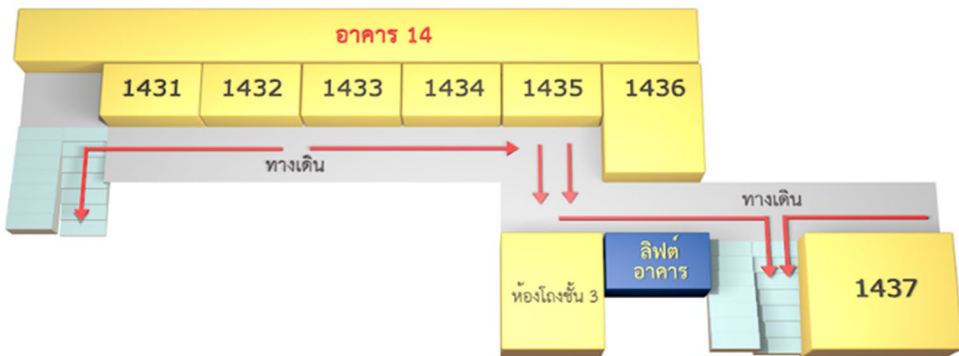 อาคาร 14
1431
1432
1433
1434
1435
1436
ทางเดิน
ทางเดิน
ห้องโถงชั้น 3
ลิฟต์
อาคาร
1437